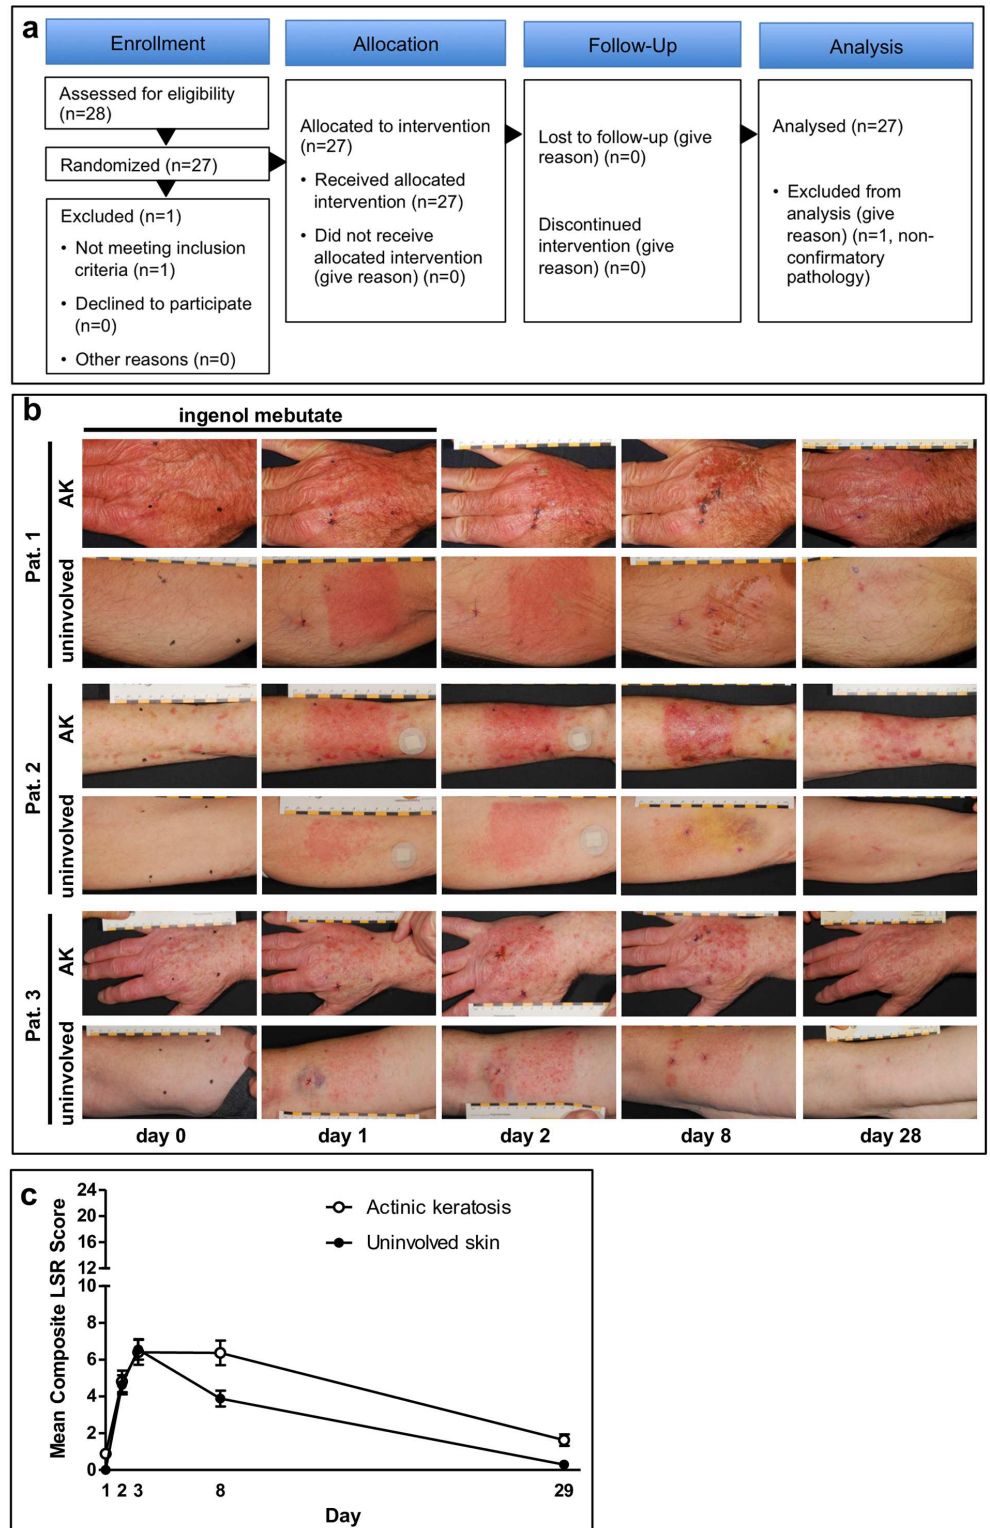 a
Enrollment
Assessed for eligibility
(n=28)
Randomized (n=27)
Excluded (n=1)
• Not meeting inclusion
criteria (n=1)
• Declined to participate
(n=0)
• Other reasons (n=0)
Allocation
Allocated to intervention
(n=27)
• Received allocated
intervention (n=27)
• Did not receive
allocated intervention
(give reason) (n=0)
Follow-Up
Lost to follow-up (give
reason) (n=0)
Discontinued
intervention (give
reason) (n=0)
Analysis
Analysed (n=27)
• Excluded from
analysis (give
reason) (n=1, non-
confirmatory
pathology)
b
ingenol mebutate
Pat. 1
AK
uninvolved
Pat. 2
AK
uninvolved
Pat. 3
AK
uninvolved
day 0 day 1 day 2 day 8 day 28
c
Mean Composite LSR Score
24
20
16
12
10
8
6
4
2
0
Actinic keratosis
Uninvolved skin
1 2 3 8 29
Day